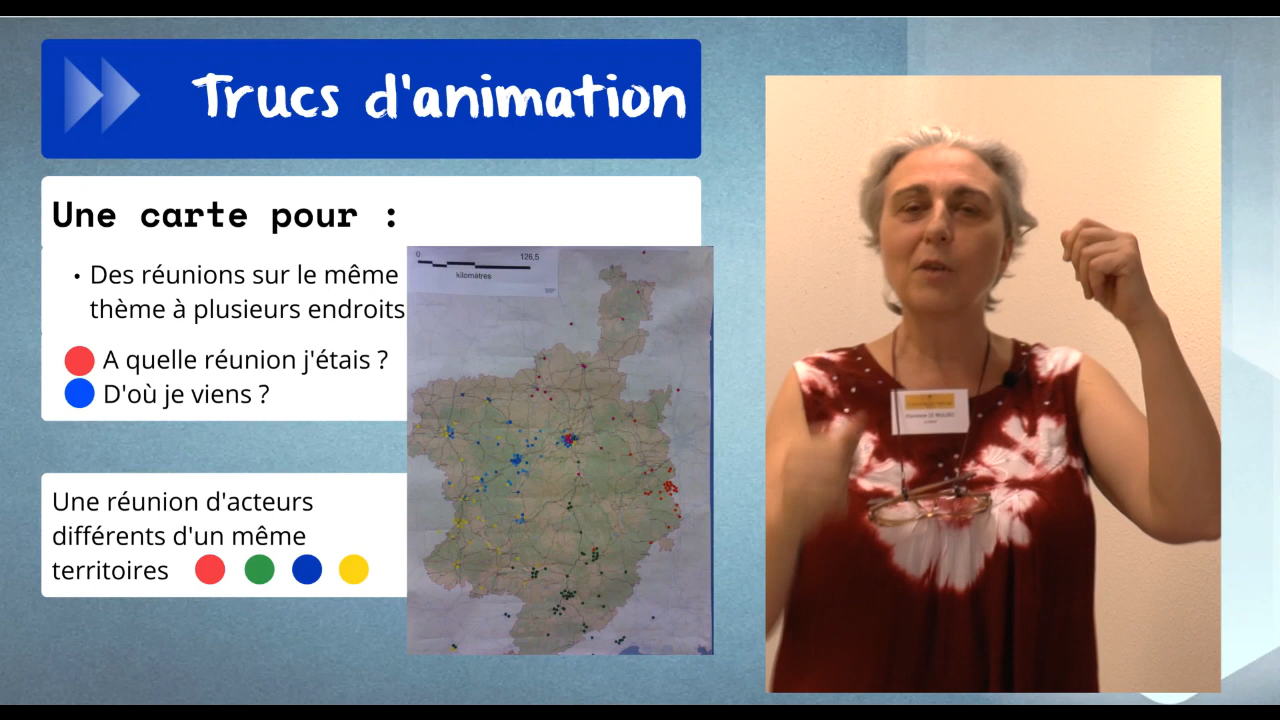 Trucs d'animation
Une carte pour :
• Des réunions sur le même
thème à plusieurs endroits
A quelle réunion j'étais ?
D'où je viens ?
Une réunion d'acteurs
différents d'un même
territoires
0 126,5
kilomètres